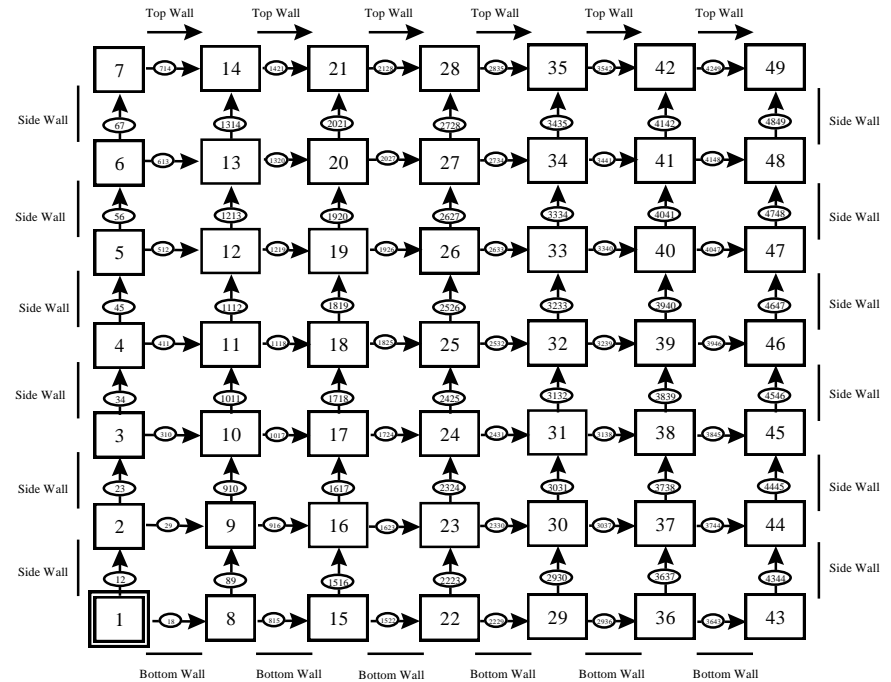 Top Wall Top Wall Top Wall Top Wall Top Wall Top Wall
7 714 14 1421 21 2128 28 2835 35 3542 42 4249 49
Side Wall 67 1314 2021 2728 3435 4142 4849 Side Wall
6 613 13 1320 20 2027 27 2734 34 3441 41 4148 48
Side Wall 56 1213 1920 2627 3334 4041 4748 Side Wall
5 512 12 1219 19 1926 26 2633 33 3340 40 4047 47
Side Wall 45 1112 1819 2526 3233 3940 4647 Side Wall
4 411 11 1118 18 1825 25 2532 32 3239 39 3946 46
Side Wall 34 1011 1718 2425 3132 3839 4546 Side Wall
3 310 10 1017 17 1724 24 2431 31 3138 38 3845 45
Side Wall 23 910 1617 2324 3031 3738 4445 Side Wall
2 29 9 916 16 1623 23 2330 30 3037 37 3744 44
Side Wall 12 89 1516 2223 2930 3637 4344 Side Wall
1 18 8 815 15 1522 22 2229 29 2936 36 3643 43
Bottom Wall Bottom Wall Bottom Wall Bottom Wall Bottom Wall Bottom Wall